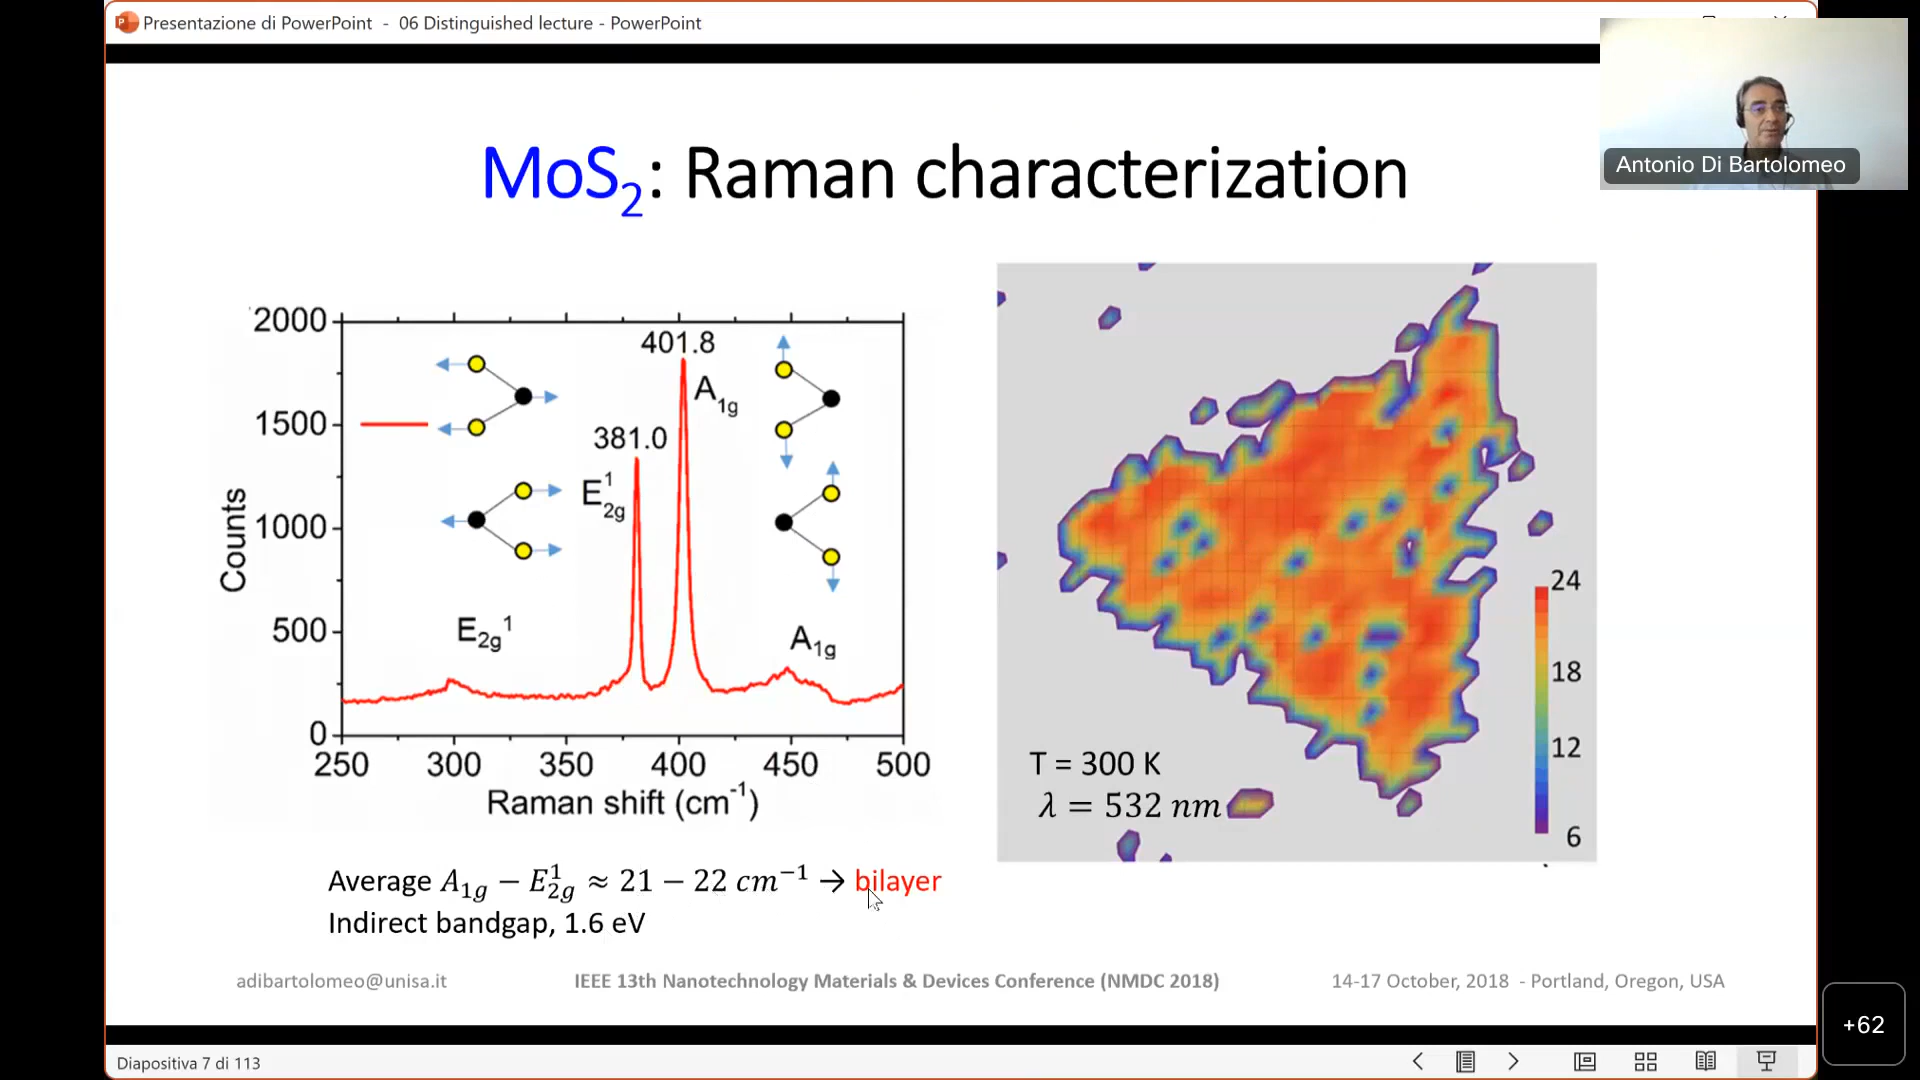 Presentazione di PowerPoint - 06 Distinguished lecture - PowerPoint
Antonio Di Bartolomeo
MoS₂: Raman characterization
2000
1500
1000
500
0
Counts
401.8
A₁g
381.0
E¹₂g
E₂g¹
A₁g
250 300 350 400 450 500
Raman shift (cm⁻¹)
24
18
12
6
T = 300 K
λ = 532 nm
Average A₁g − E¹₂g ≈ 21 − 22 cm⁻¹ → bilayer
Indirect bandgap, 1.6 eV
adibartolomeo@unisa.it IEEE 13th Nanotechnology Materials & Devices Conference (NMDC 2018) 14-17 October, 2018 - Portland, Oregon, USA
+62
Diapositiva 7 di 113